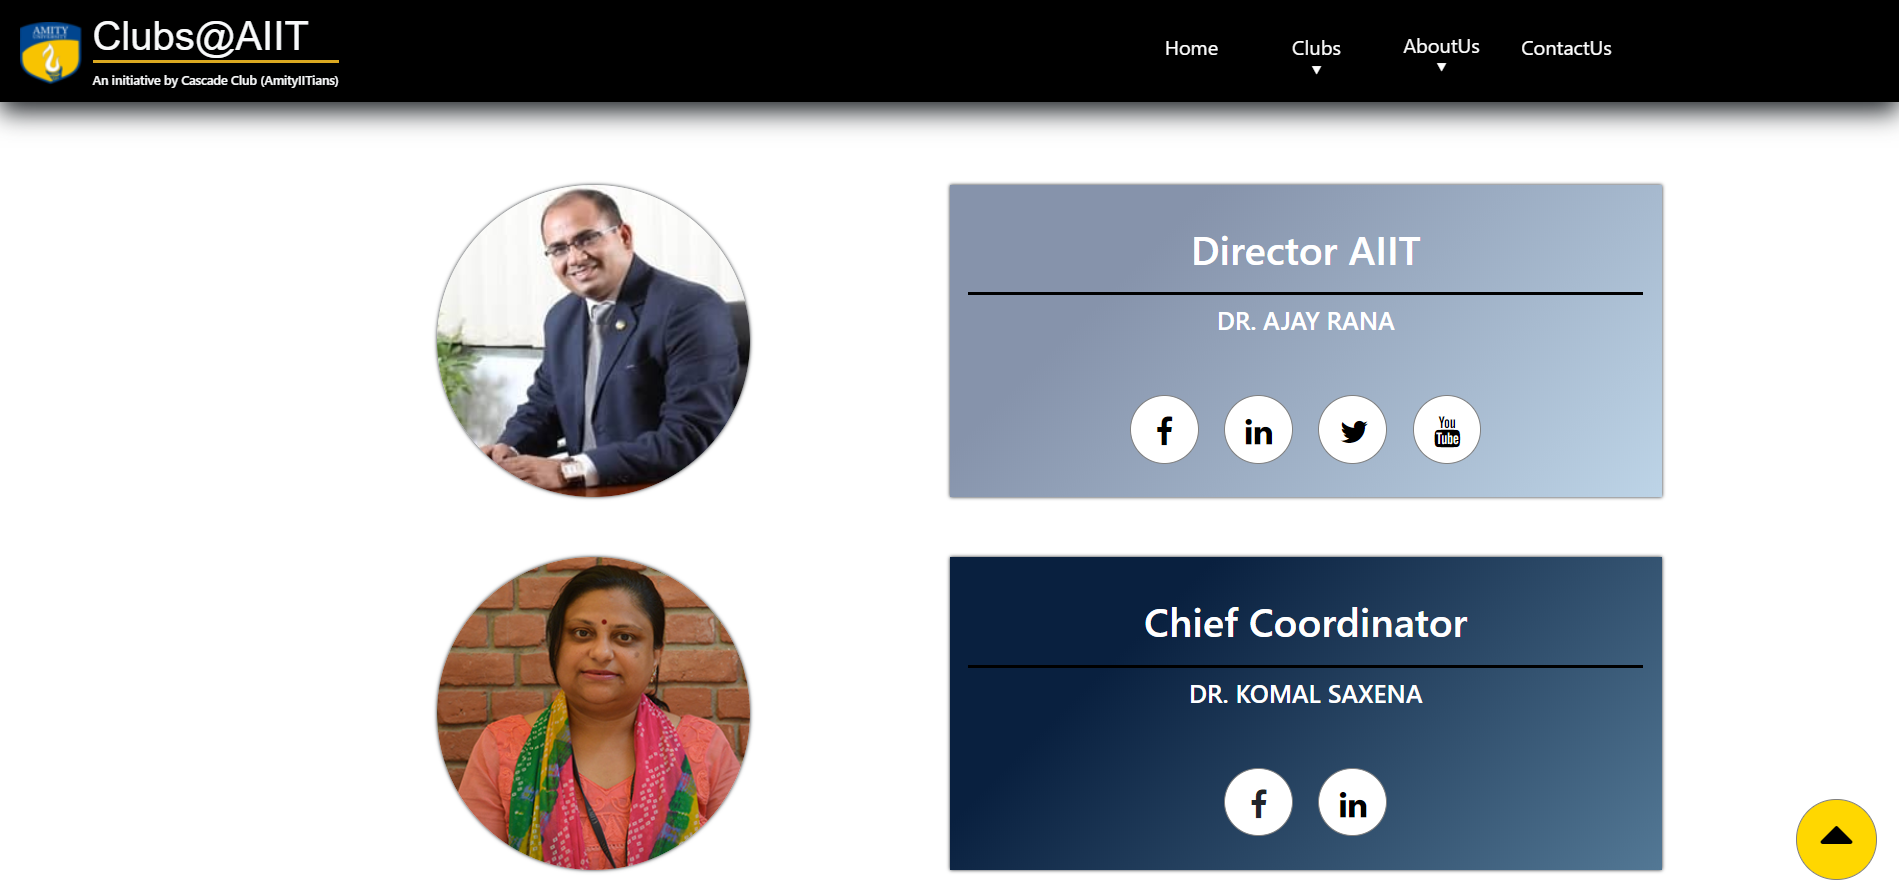 AMITY
UNIVERSITY
Clubs@AIIT
An initiative by Cascade Club (AmityIITians)
Home
Clubs
AboutUs
ContactUs
Director AIIT
DR. AJAY RANA
f
in
You
Tube
Chief Coordinator
DR. KOMAL SAXENA
f
in